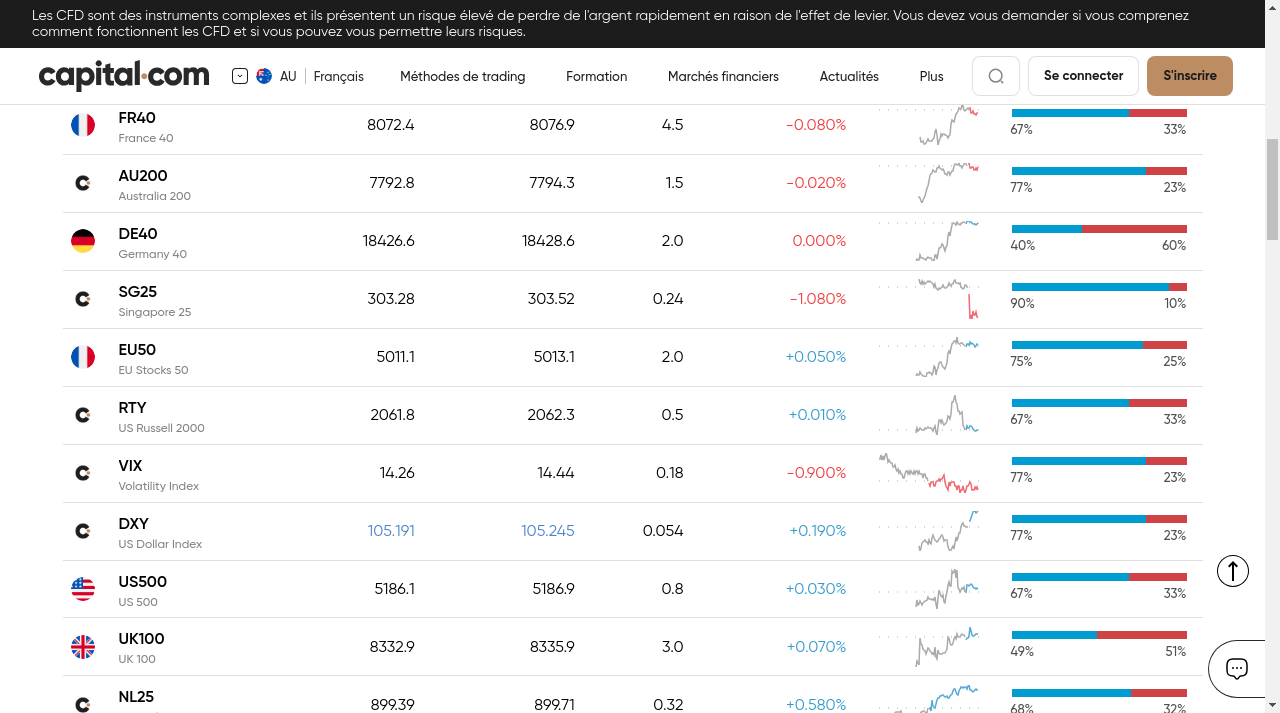 Les CFD sont des instruments complexes et ils présentent un risque élevé de perdre de l'argent rapidement en raison de l'effet de levier. Vous devez vous demander si vous comprenez
comment fonctionnent les CFD et si vous pouvez vous permettre leurs risques.
capital.com AU Français Méthodes de trading Formation Marchés financiers Actualités Plus Se connecter S'inscrire
FR40 8072.4 8076.9 4.5 -0.080%
France 40 67% 33%
AU200 7792.8 7794.3 1.5 -0.020%
Australia 200 77% 23%
DE40 18426.6 18428.6 2.0 0.000%
Germany 40 40% 60%
SG25 303.28 303.52 0.24 -1.080%
Singapore 25 90% 10%
EU50 5011.1 5013.1 2.0 +0.050%
EU Stocks 50 75% 25%
RTY 2061.8 2062.3 0.5 +0.010%
US Russell 2000 67% 33%
VIX 14.26 14.44 0.18 -0.900%
Volatility Index 77% 23%
DXY 105.191 105.245 0.054 +0.190%
US Dollar Index 77% 23%
US500 5186.1 5186.9 0.8 +0.030%
US 500 67% 33%
UK100 8332.9 8335.9 3.0 +0.070%
UK 100 49% 51%
NL25 899.39 899.71 0.32 +0.580%
68% 32%